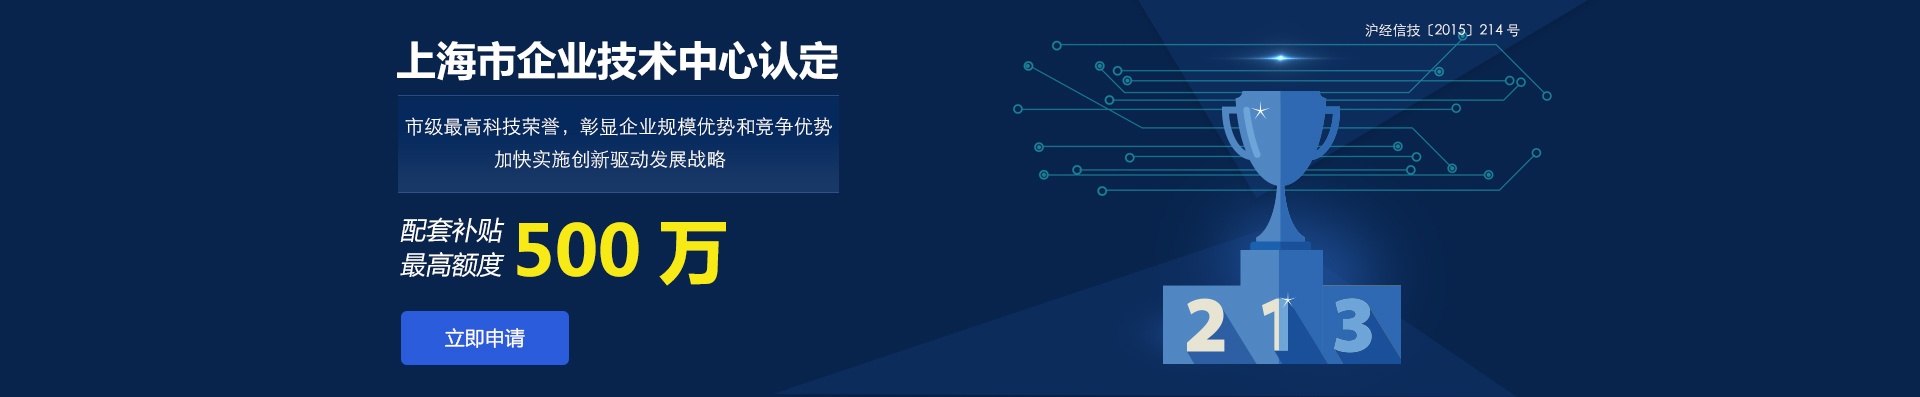 沪经信技〔2015〕214 号
上海市企业技术中心认定
市级最高科技荣誉，彰显企业规模优势和竞争优势
加快实施创新驱动发展战略
配套补贴
最高额度
500 万
立即申请
2 1 3